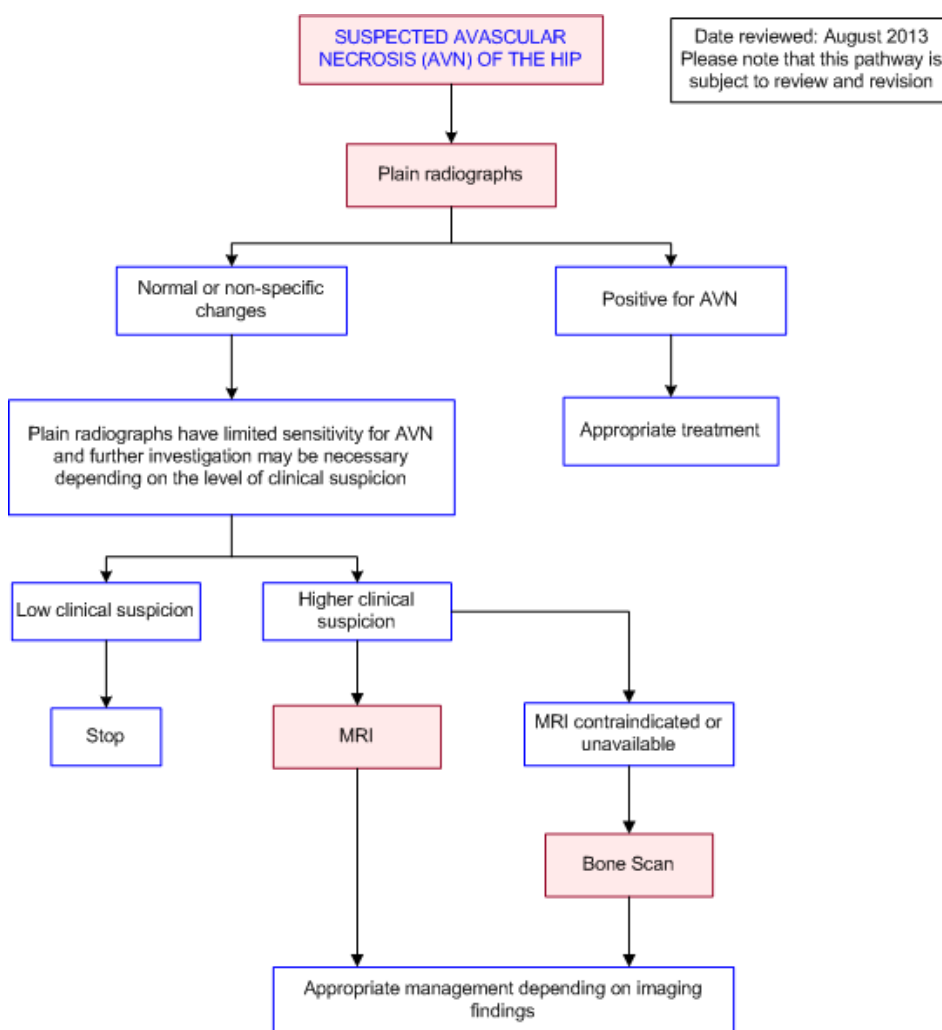 SUSPECTED AVASCULAR
NECROSIS (AVN) OF THE HIP
Date reviewed: August 2013
Please note that this pathway is
subject to review and revision
Plain radiographs
Normal or non-specific
changes
Positive for AVN
Plain radiographs have limited sensitivity for AVN
and further investigation may be necessary
depending on the level of clinical suspicion
Appropriate treatment
Low clinical suspicion
Higher clinical
suspicion
Stop
MRI
MRI contraindicated or
unavailable
Bone Scan
Appropriate management depending on imaging
findings